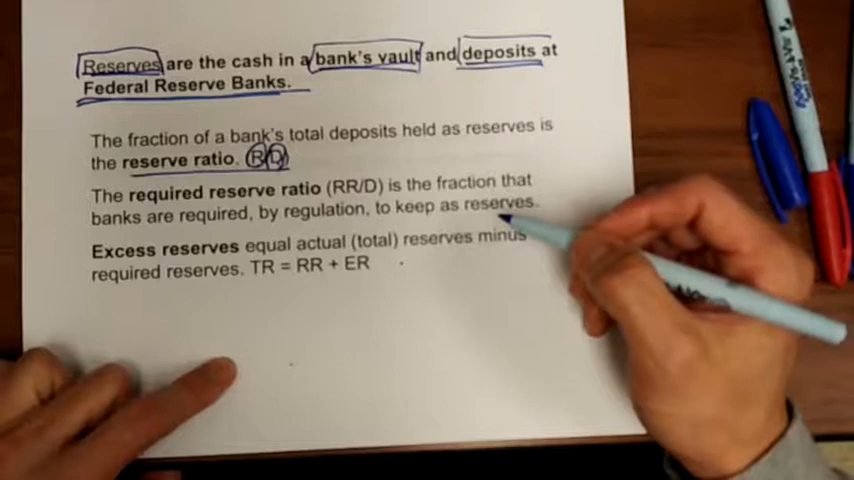 Reserves are the cash in a bank's vault and deposits at
Federal Reserve Banks.
The fraction of a bank's total deposits held as reserves is
the reserve ratio. R/D
The required reserve ratio (RR/D) is the fraction that
banks are required, by regulation, to keep as reserves.
Excess reserves equal actual (total) reserves minus
required reserves. TR = RR + ER